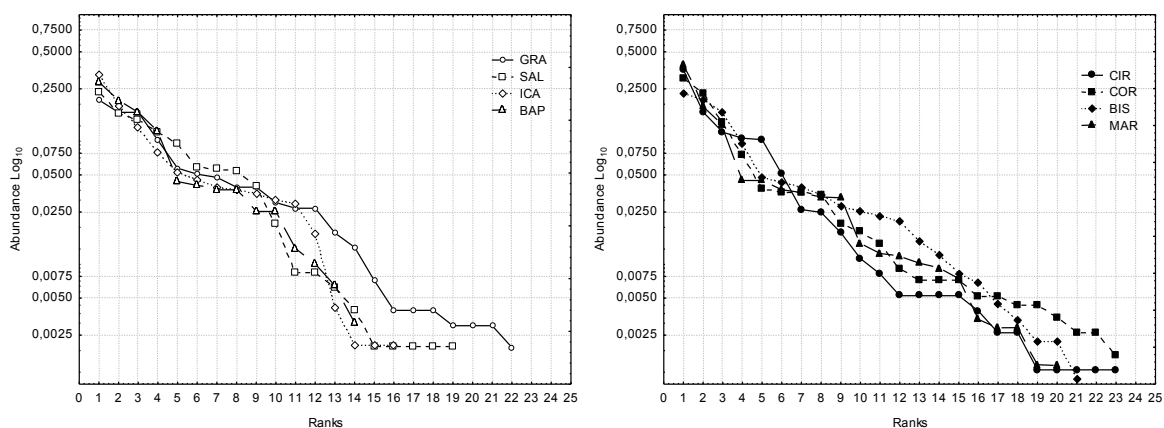 0,7500
0,5000
0,2500
0,0750
0,0500
0,0250
0,0075
0,0050
0,0025
Abundance Log10
GRA
SAL
ICA
BAP
0 1 2 3 4 5 6 7 8 9 10 11 12 13 14 15 16 17 18 19 20 21 22 23 24 25
Ranks
0,7500
0,5000
0,2500
0,0750
0,0500
0,0250
0,0075
0,0050
0,0025
Abundance Log10
CIR
COR
BIS
MAR
0 1 2 3 4 5 6 7 8 9 10 11 12 13 14 15 16 17 18 19 20 21 22 23 24 25
Ranks